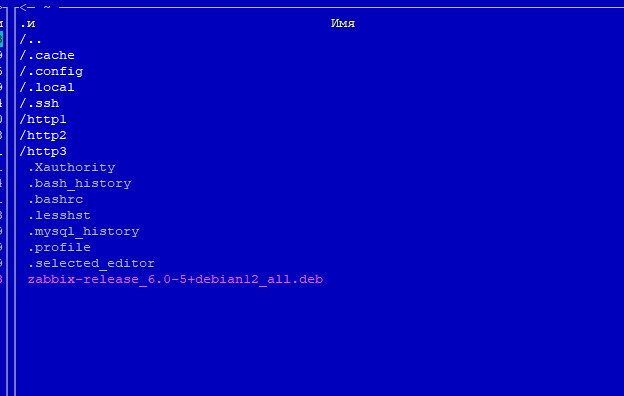 <─ ~
.и Имя
/..
/.cache
/.config
/.local
/.ssh
/http1
/http2
/http3
.Xauthority
.bash_history
.bashrc
.lesshst
.mysql_history
.profile
.selected_editor
zabbix-release_6.0-5+debian12_all.deb